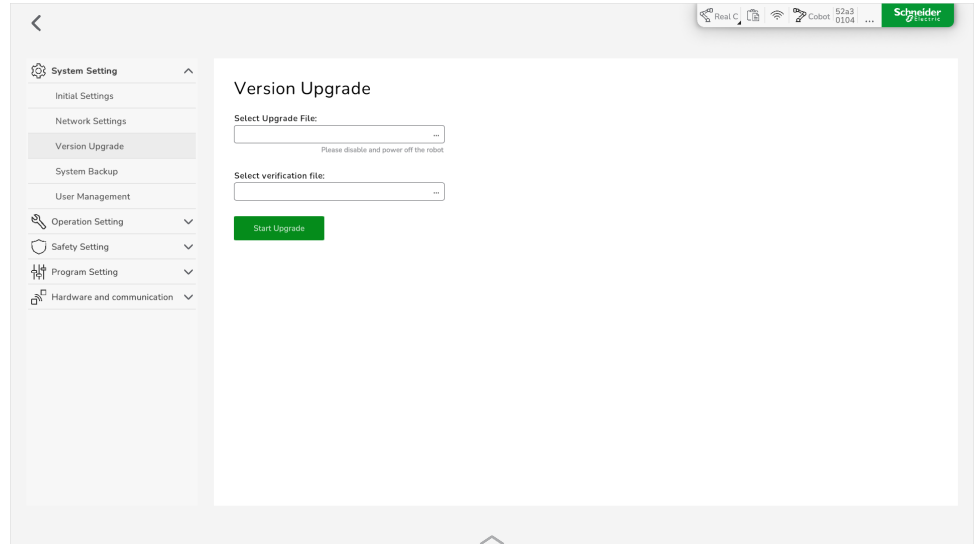 Real C
Cobot
52a3
0104
...
Schneider
Electric
System Setting
Initial Settings
Network Settings
Version Upgrade
System Backup
User Management
Operation Setting
Safety Setting
Program Setting
Hardware and communication
Version Upgrade
Select Upgrade File:
...
Please disable and power off the robot
Select verification file:
...
Start Upgrade